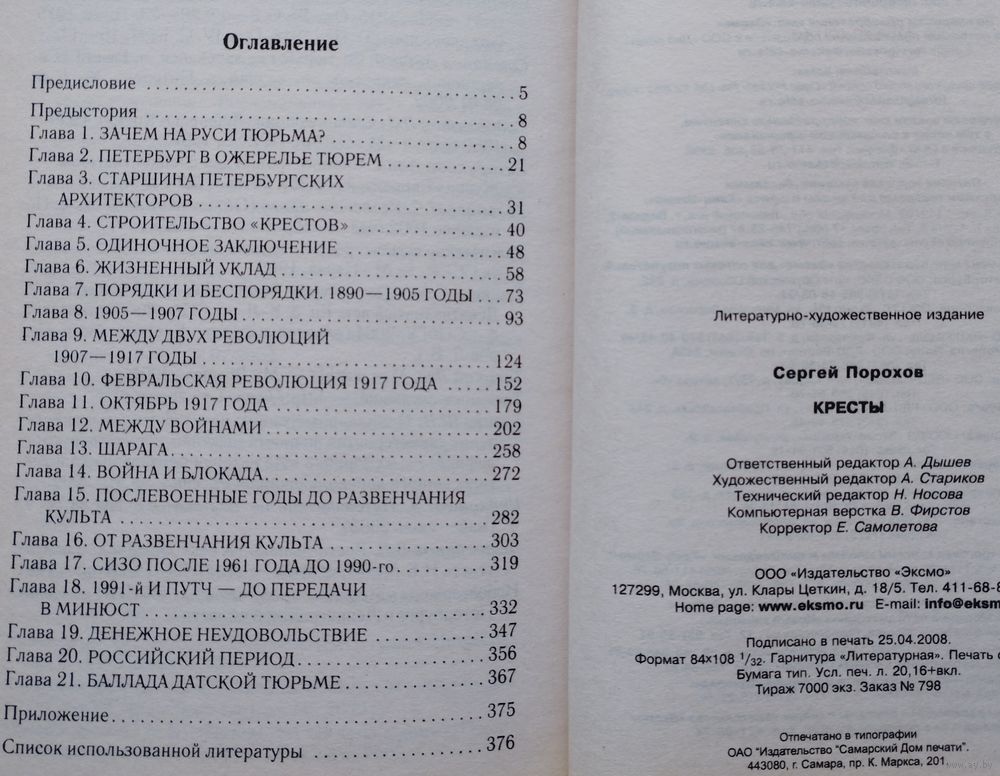 Оглавление
Предисловие .......... 5
Предыстория .......... 8
Глава 1. ЗАЧЕМ НА РУСИ ТЮРЬМА? .......... 8
Глава 2. ПЕТЕРБУРГ В ОЖЕРЕЛЬЕ ТЮРЕМ .......... 21
Глава 3. СТАРШИНА ПЕТЕРБУРГСКИХ
АРХИТЕКТОРОВ .......... 31
Глава 4. СТРОИТЕЛЬСТВО «КРЕСТОВ» .......... 40
Глава 5. ОДИНОЧНОЕ ЗАКЛЮЧЕНИЕ .......... 48
Глава 6. ЖИЗНЕННЫЙ УКЛАД .......... 58
Глава 7. ПОРЯДКИ И БЕСПОРЯДКИ. 1890—1905 ГОДЫ ... 73
Глава 8. 1905—1907 ГОДЫ .......... 93
Глава 9. МЕЖДУ ДВУХ РЕВОЛЮЦИЙ
1907—1917 ГОДЫ .......... 124
Глава 10. ФЕВРАЛЬСКАЯ РЕВОЛЮЦИЯ 1917 ГОДА ...... 152
Глава 11. ОКТЯБРЬ 1917 ГОДА .......... 179
Глава 12. МЕЖДУ ВОЙНАМИ .......... 202
Глава 13. ШАРАГА .......... 258
Глава 14. ВОЙНА И БЛОКАДА .......... 272
Глава 15. ПОСЛЕВОЕННЫЕ ГОДЫ ДО РАЗВЕНЧАНИЯ
КУЛЬТА .......... 282
Глава 16. ОТ РАЗВЕНЧАНИЯ КУЛЬТА .......... 303
Глава 17. СИЗО ПОСЛЕ 1961 ГОДА ДО 1990-го .......... 319
Глава 18. 1991-й И ПУТЧ — ДО ПЕРЕДАЧИ
В МИНЮСТ .......... 332
Глава 19. ДЕНЕЖНОЕ НЕУДОВОЛЬСТВИЕ .......... 347
Глава 20. РОССИЙСКИЙ ПЕРИОД .......... 356
Глава 21. БАЛЛАДА ДАТСКОЙ ТЮРЬМЕ .......... 367
Приложение .......... 375
Список использованной литературы .......... 376
Литературно-художественное издание
Сергей Порохов
КРЕСТЫ
Ответственный редактор А. Дышев
Художественный редактор А. Стариков
Технический редактор Н. Носова
Компьютерная верстка В. Фирстов
Корректор Е. Самолетова
ООО «Издательство «Эксмо»
127299, Москва, ул. Клары Цеткин, д. 18/5. Тел. 411-68-8
Home page: www.eksmo.ru E-mail: info@eksm
Подписано в печать 25.04.2008.
Формат 84×108 1/32. Гарнитура «Литературная». Печать о
Бумага тип. Усл. печ. л. 20,16+вкл.
Тираж 7000 экз. Заказ № 798
Отпечатано в типографии
ОАО "Издательство "Самарский Дом печати".
443080, г. Самара, пр. К. Маркса, 201
www.ay.by